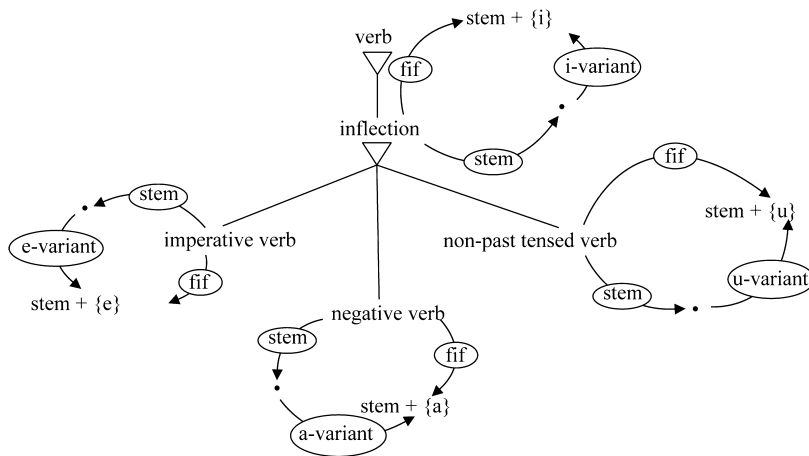 stem + {i}
verb
fif
i-variant
inflection
stem
fif
stem
stem + {u}
e-variant
imperative verb
non-past tensed verb
fif
u-variant
stem + {e}
stem
negative verb
stem
fif
stem + {a}
a-variant